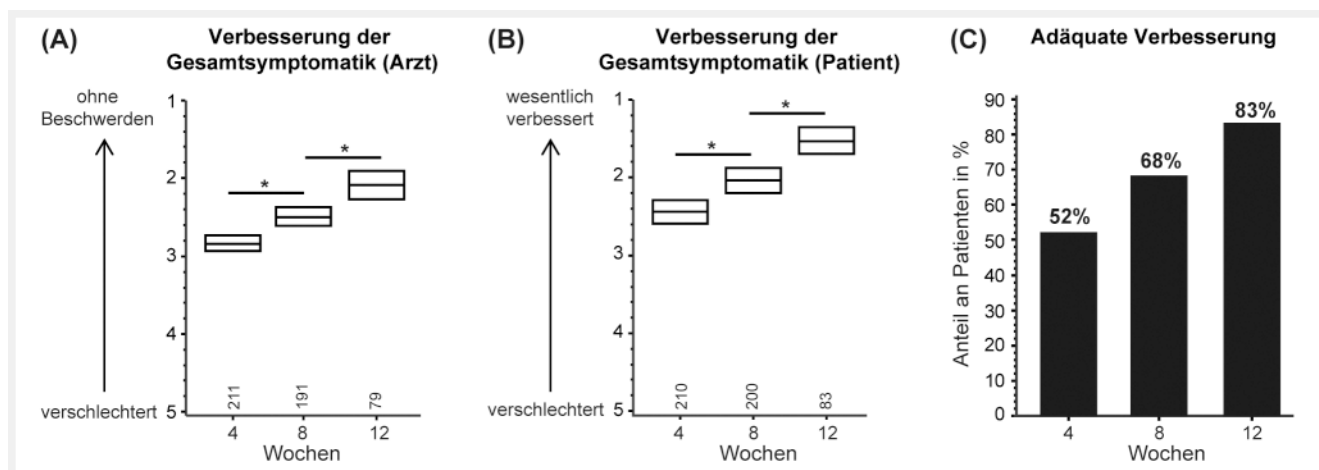 (A)
Verbesserung der
Gesamtsymptomatik (Arzt)
ohne
Beschwerden
verschlechtert
1
2
3
4
5
*
*
211
191
79
4
8
12
Wochen
(B)
Verbesserung der
Gesamtsymptomatik (Patient)
wesentlich
verbessert
verschlechtert
1
2
3
4
5
*
*
210
200
83
4
8
12
Wochen
(C)
Adäquate Verbesserung
Anteil an Patienten in %
90
80
70
60
50
40
30
20
10
0
52%
68%
83%
4
8
12
Wochen